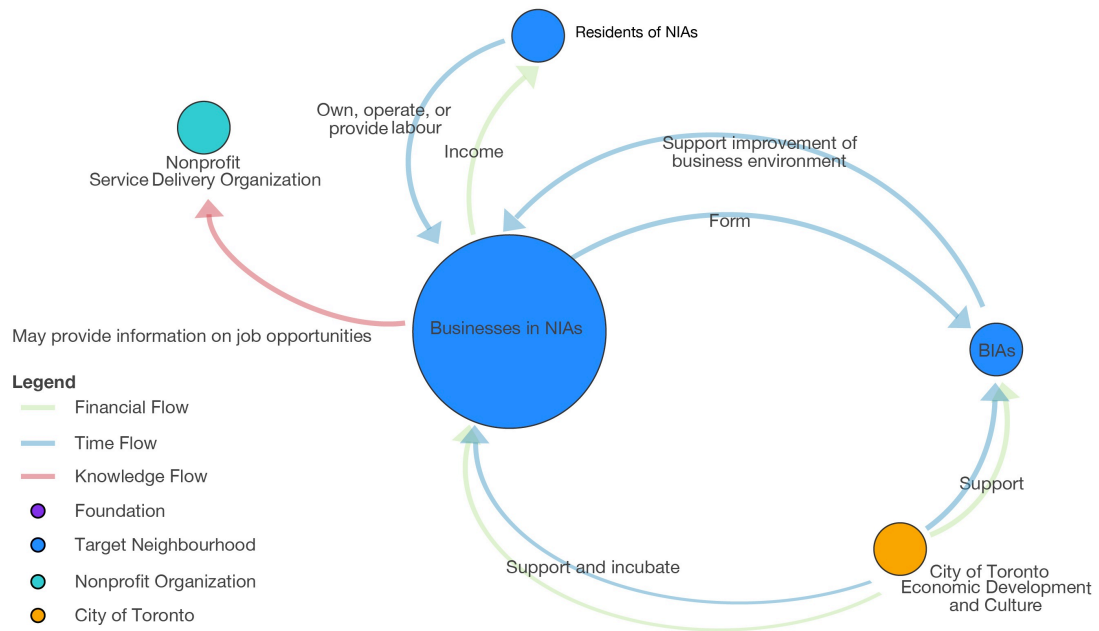 Residents of NIAs
Own, operate, or
provide labour
Income
Nonprofit
Service Delivery Organization
Support improvement of
business environment
Form
Businesses in NIAs
May provide information on job opportunities
BIAs
Legend
Financial Flow
Time Flow
Knowledge Flow
Foundation
Target Neighbourhood
Nonprofit Organization
City of Toronto
Support
Support and incubate
City of Toronto
Economic Development
and Culture